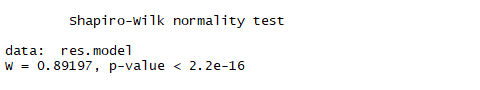 Shapiro-Wilk normality test
data:  res.model
W = 0.89197, p-value < 2.2e-16